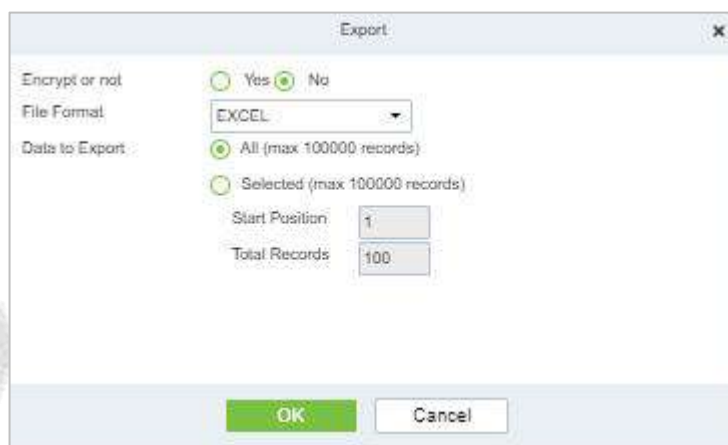 Export
Encrypt or not Yes No
File Format EXCEL
Data to Export All (max 100000 records)
Selected (max 100000 records)
Start Position 1
Total Records 100
OK Cancel